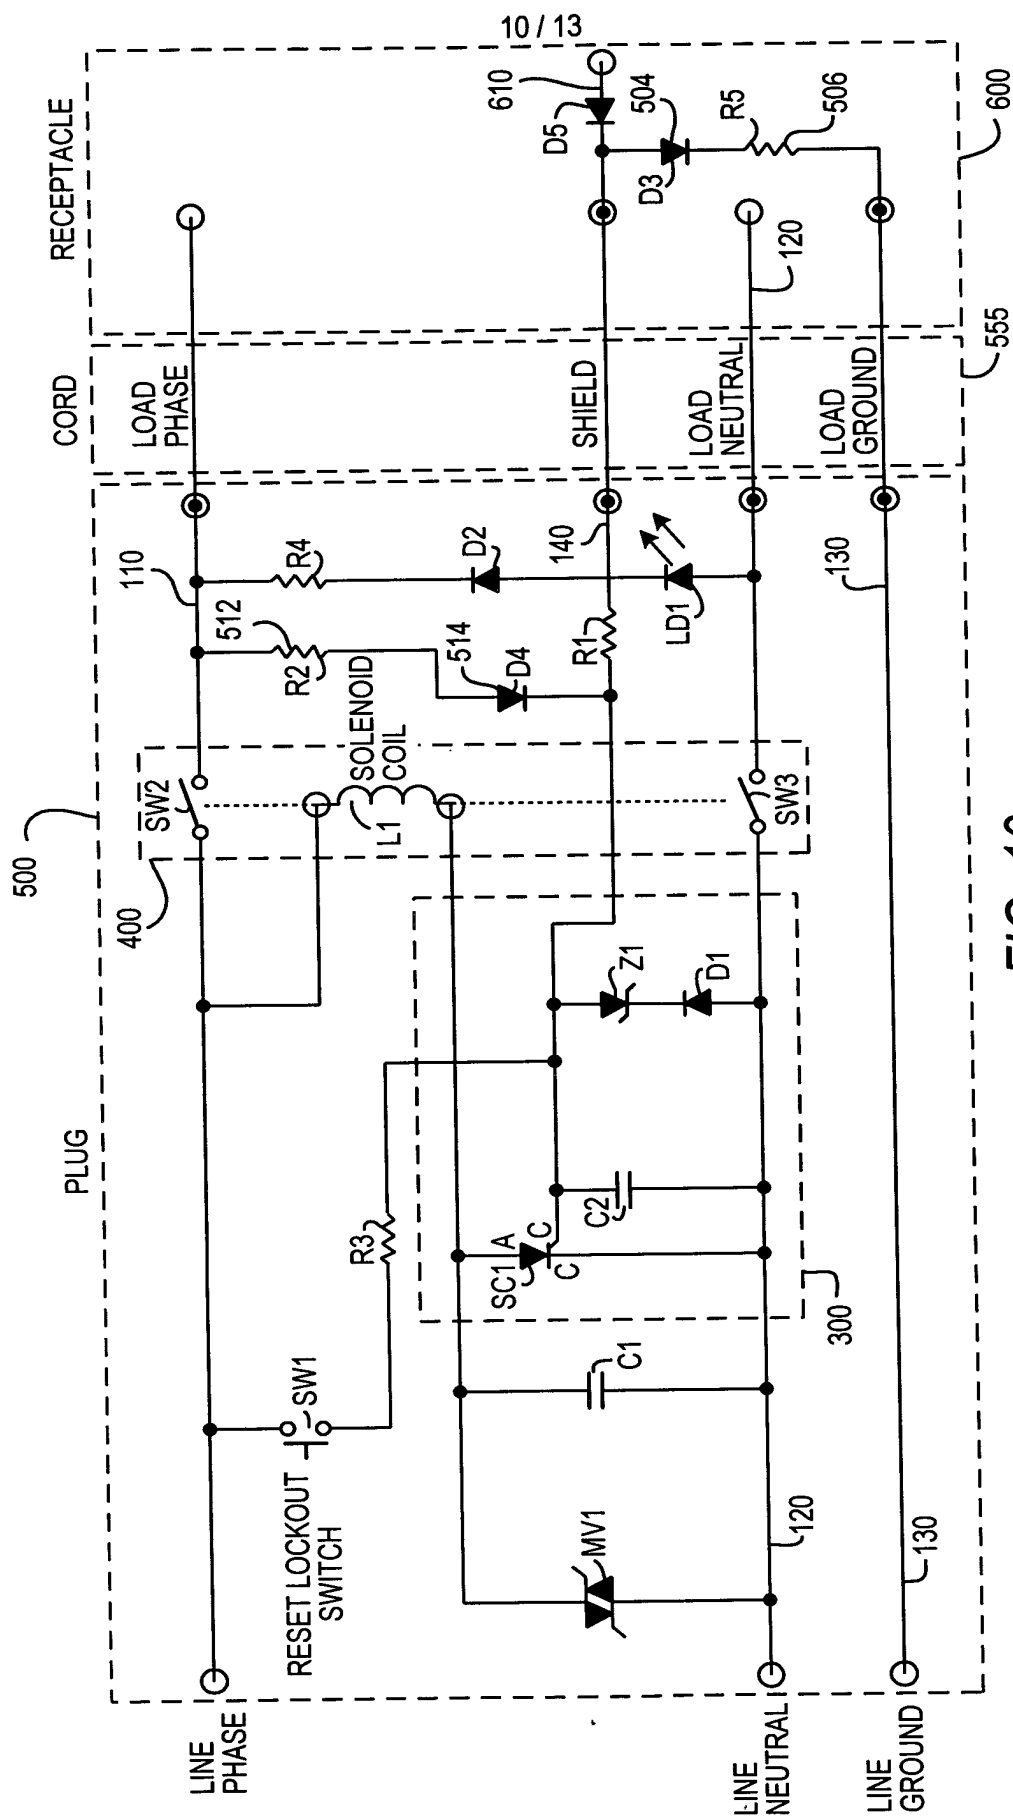 10 / 13
RECEPTACLE
CORD
PLUG
500
400
LOAD
PHASE
SHIELD
LOAD
NEUTRAL
LOAD
GROUND
610
D5
504
D3
R5
506
600
120
555
110
512
R4
R2
D2
514
D4
140
R1
LD1
130
SW2
SOLENOID
COIL
L1
SW3
Z1
D1
R3
A
C
C
SC1
C2
300
SW1
RESET LOCKOUT
SWITCH
C1
MV1
120
130
LINE
PHASE
LINE
NEUTRAL
LINE
GROUND